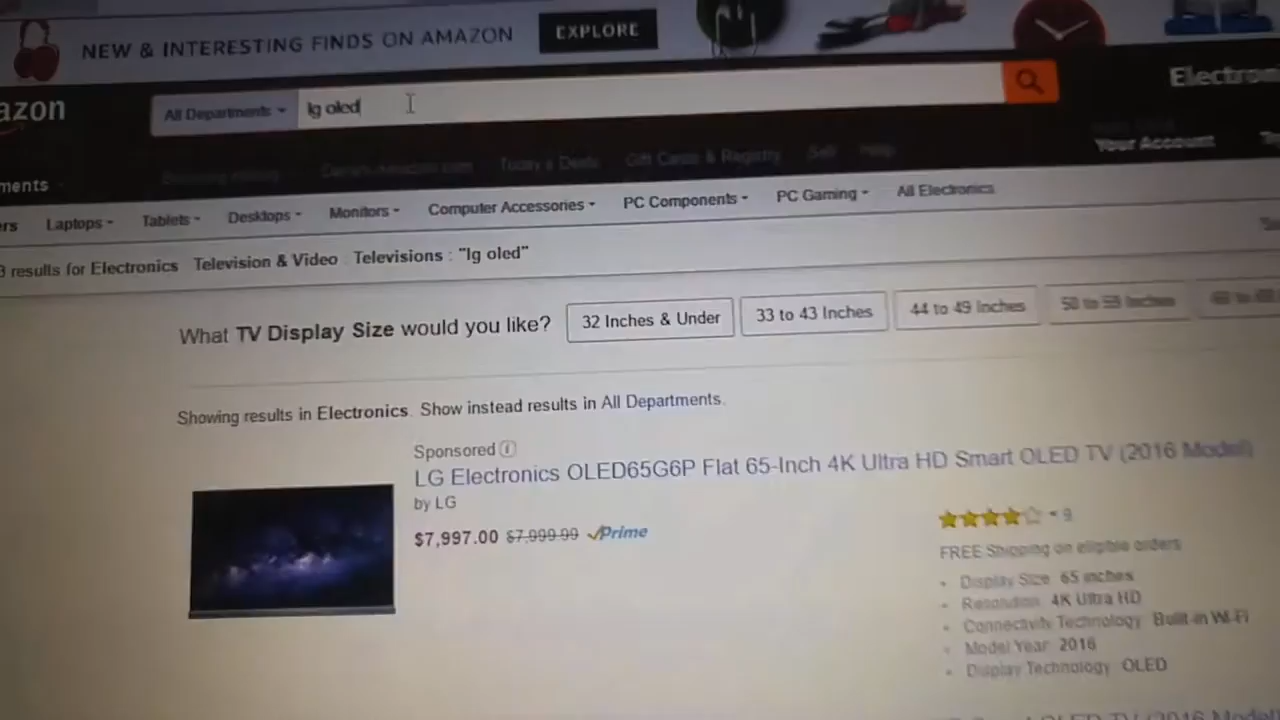 NEW & INTERESTING FINDS ON AMAZON EXPLORE
azon All Departments lg oled Electron
ments Today's Deals Gift Cards & Registry Sell Help Your Account
ers Laptops Tablets Desktops Monitors Computer Accessories PC Components PC Gaming All Electronics
3 results for Electronics Television & Video Televisions : "lg oled"
What TV Display Size would you like? 32 Inches & Under 33 to 43 Inches 44 to 49 Inches 50 to 59 Inches
Showing results in Electronics. Show instead results in All Departments.
Sponsored
LG Electronics OLED65G6P Flat 65-Inch 4K Ultra HD Smart OLED TV (2016 Model)
by LG
$7,997.00 $7,999.99 Prime
9
FREE Shipping on eligible orders
Display Size: 65 inches
Resolution: 4K Ultra HD
Connectivity Technology: Built-in Wi-Fi
Model Year: 2016
Display Technology: OLED